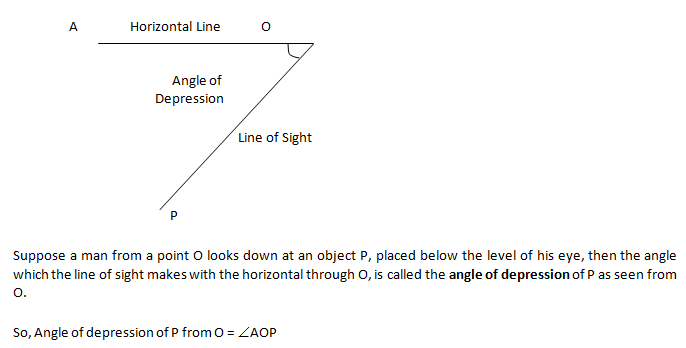 A Horizontal Line O
Angle of
Depression
Line of Sight
P
Suppose a man from a point O looks down at an object P, placed below the level of his eye, then the angle
which the line of sight makes with the horizontal through O, is called the angle of depression of P as seen from
O.
So, Angle of depression of P from O = ∠AOP